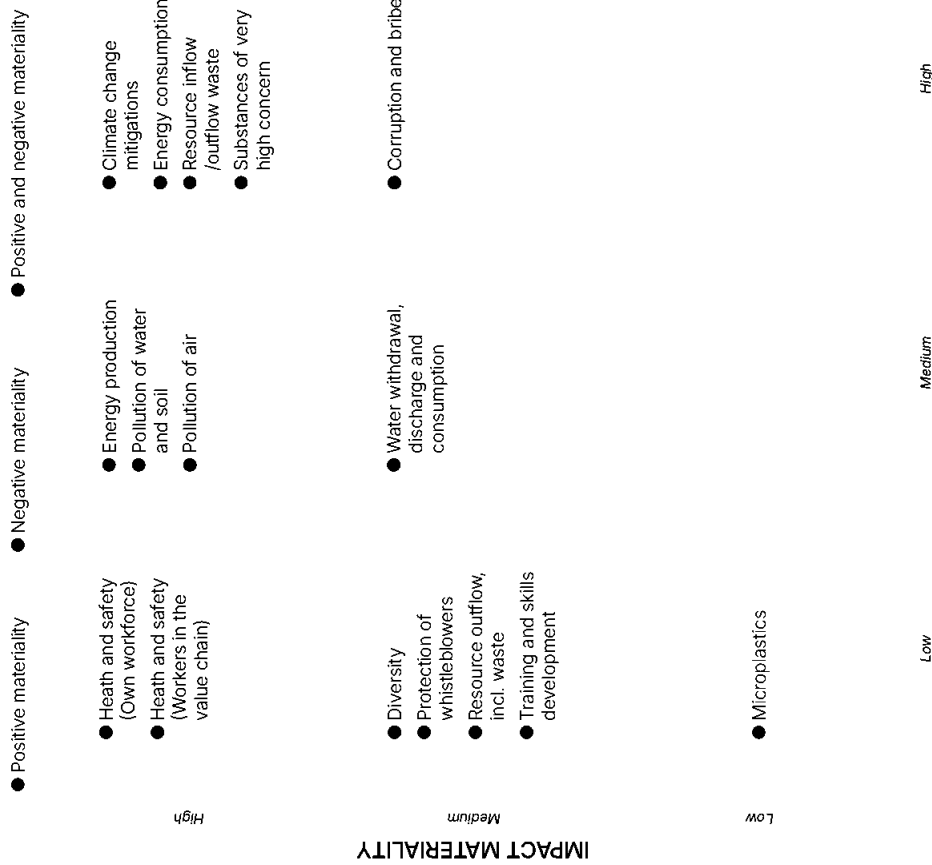 Positive materiality
Negative materiality
Positive and negative materiality
Heath and safety
(Own workforce)
Heath and safety
(Workers in the
value chain)
Energy production
Pollution of water
and soil
Pollution of air
Climate change
mitigations
Energy consumption
Resource inflow
/outflow waste
Substances of very
high concern
Diversity
Protection of
whistleblowers
Resource outflow,
incl. waste
Training and skills
development
Water withdrawal,
discharge and
consumption
Corruption and bribe
Microplastics
High
Medium
Low
IMPACT MATERIALITY
Low
Medium
High